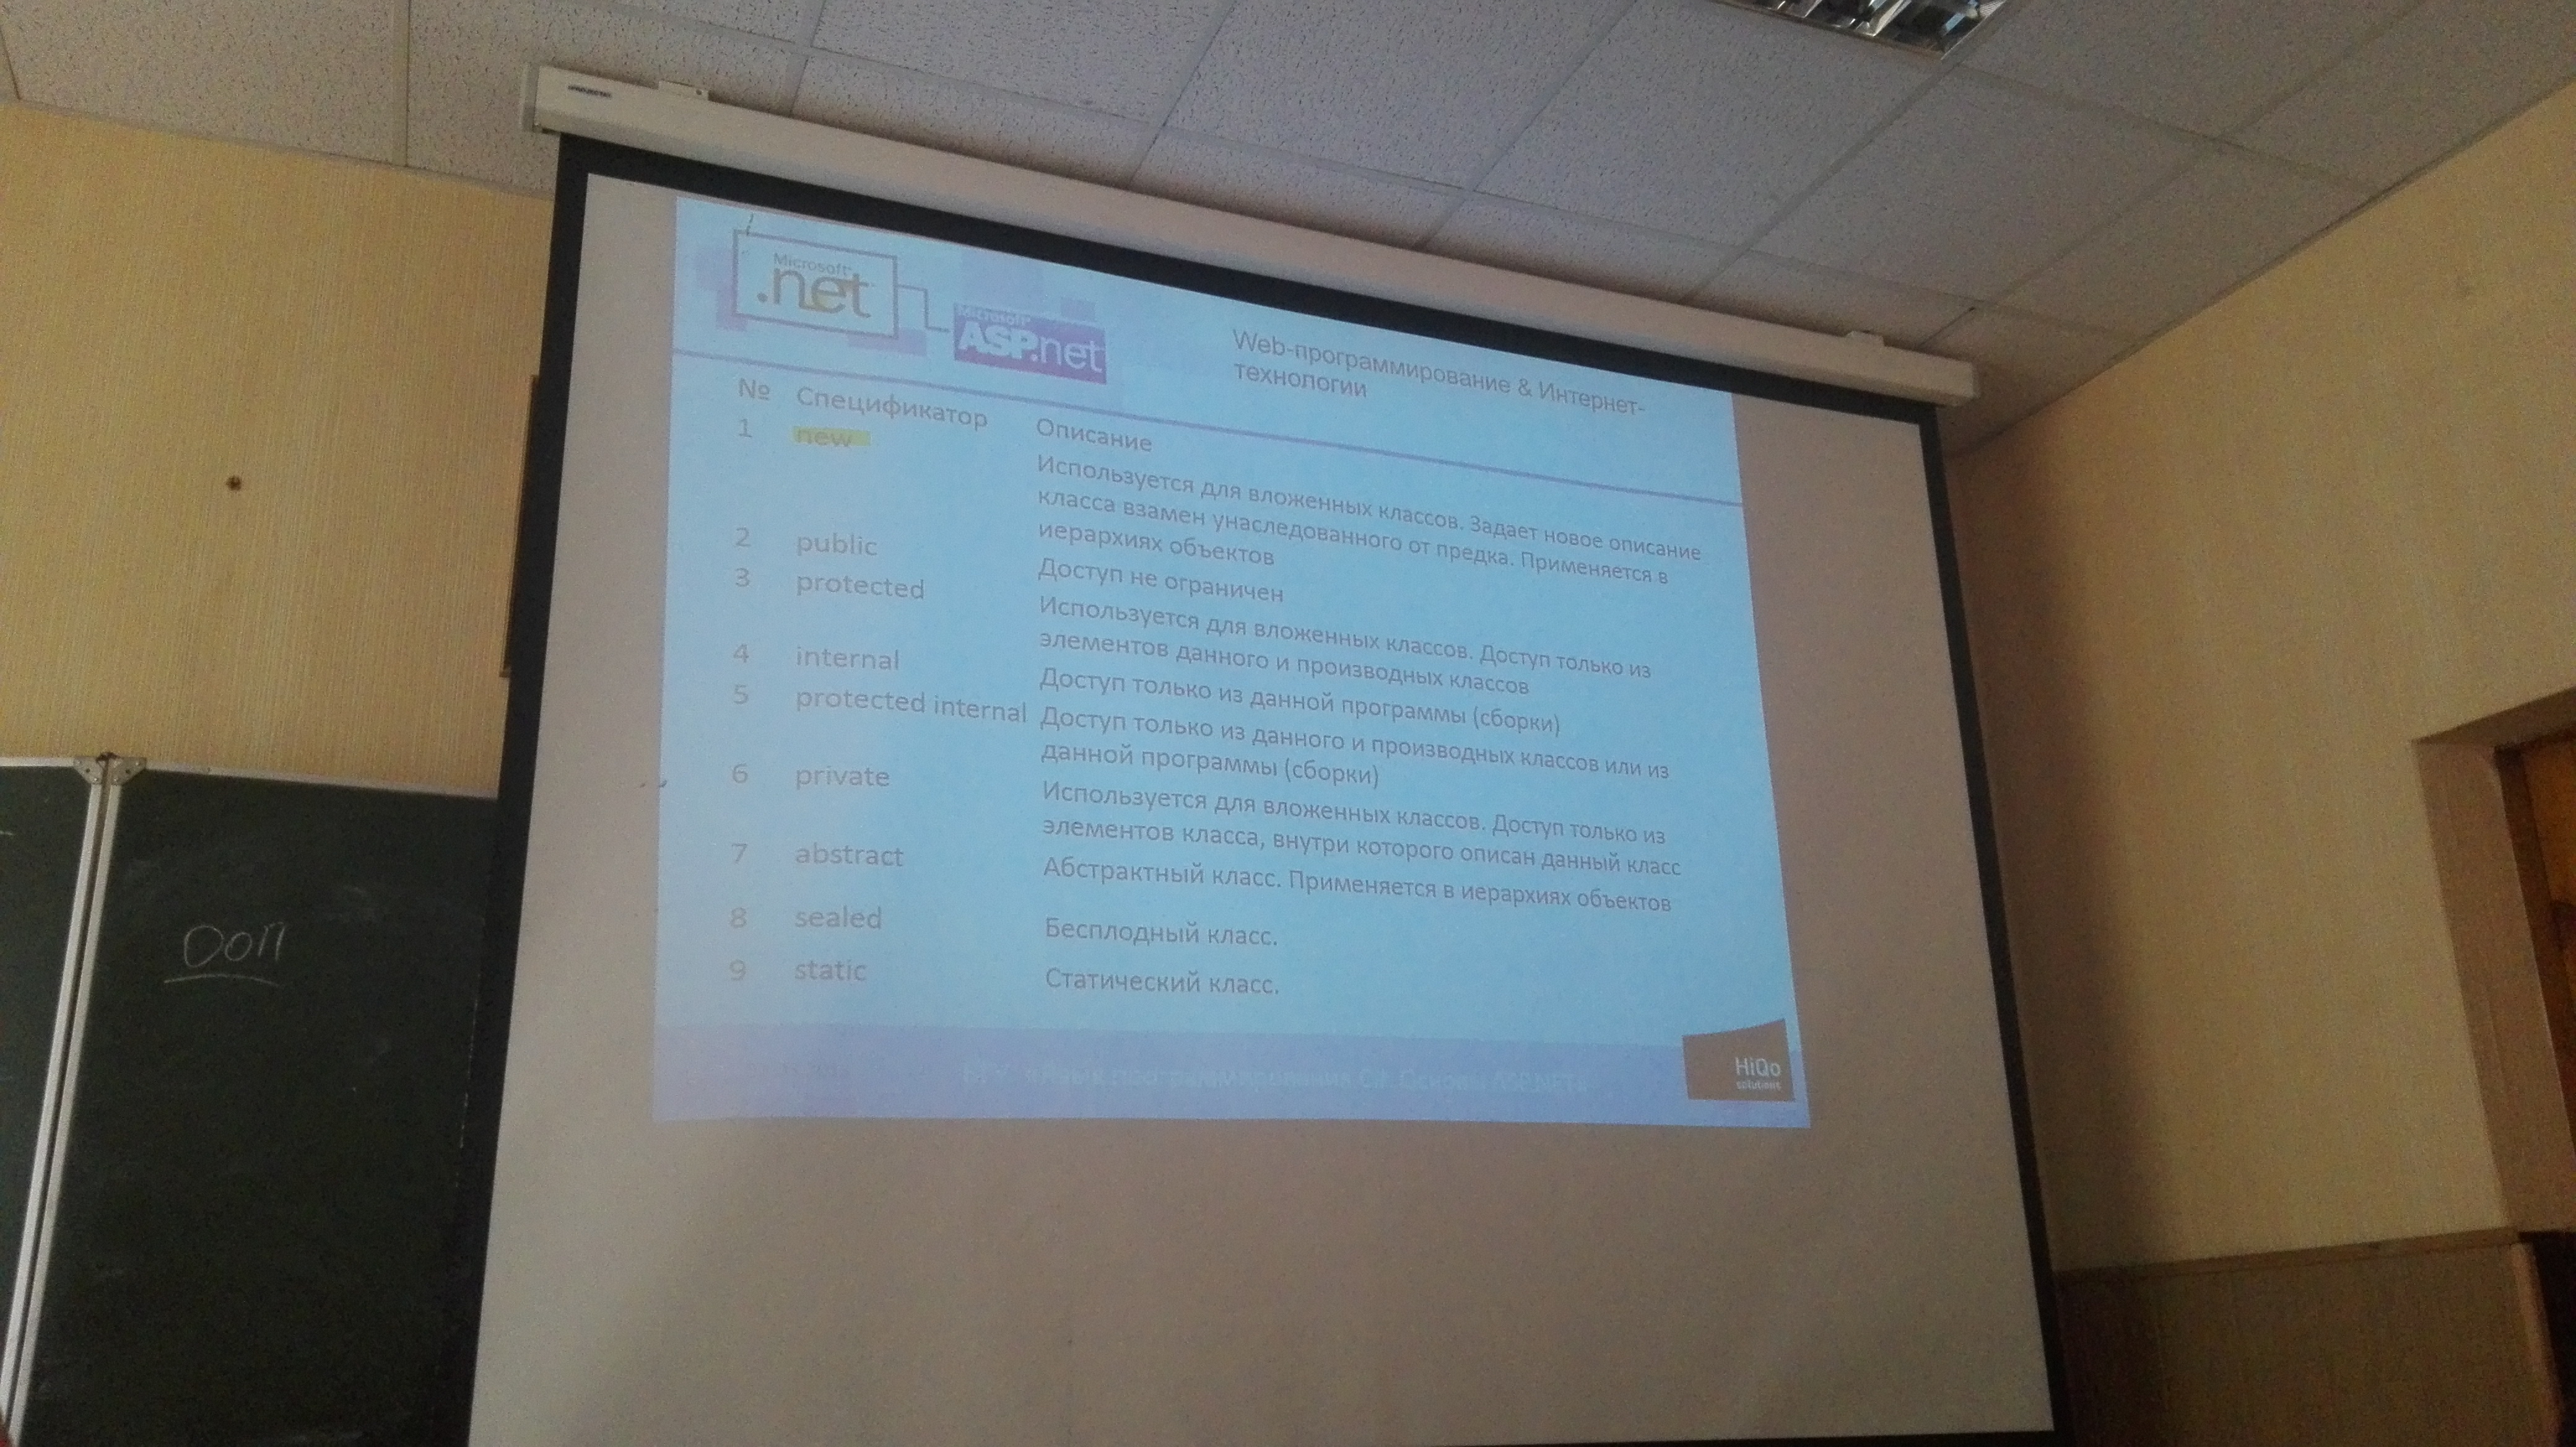 Microsoft
.net
Microsoft
ASP.net
Web-программирование & Интернет-
технологии
№ Спецификатор Описание
1 new Используется для вложенных классов. Задает новое описание
класса взамен унаследованного от предка. Применяется в
иерархиях объектов
2 public Доступ не ограничен
3 protected Используется для вложенных классов. Доступ только из
элементов данного и производных классов
4 internal Доступ только из данной программы (сборки)
5 protected internal Доступ только из данного и производных классов или из
данной программы (сборки)
6 private Используется для вложенных классов. Доступ только из
элементов класса, внутри которого описан данный класс
7 abstract Абстрактный класс. Применяется в иерархиях объектов
8 sealed Бесплодный класс.
9 static Статический класс.
HiQo
solutions
ООП